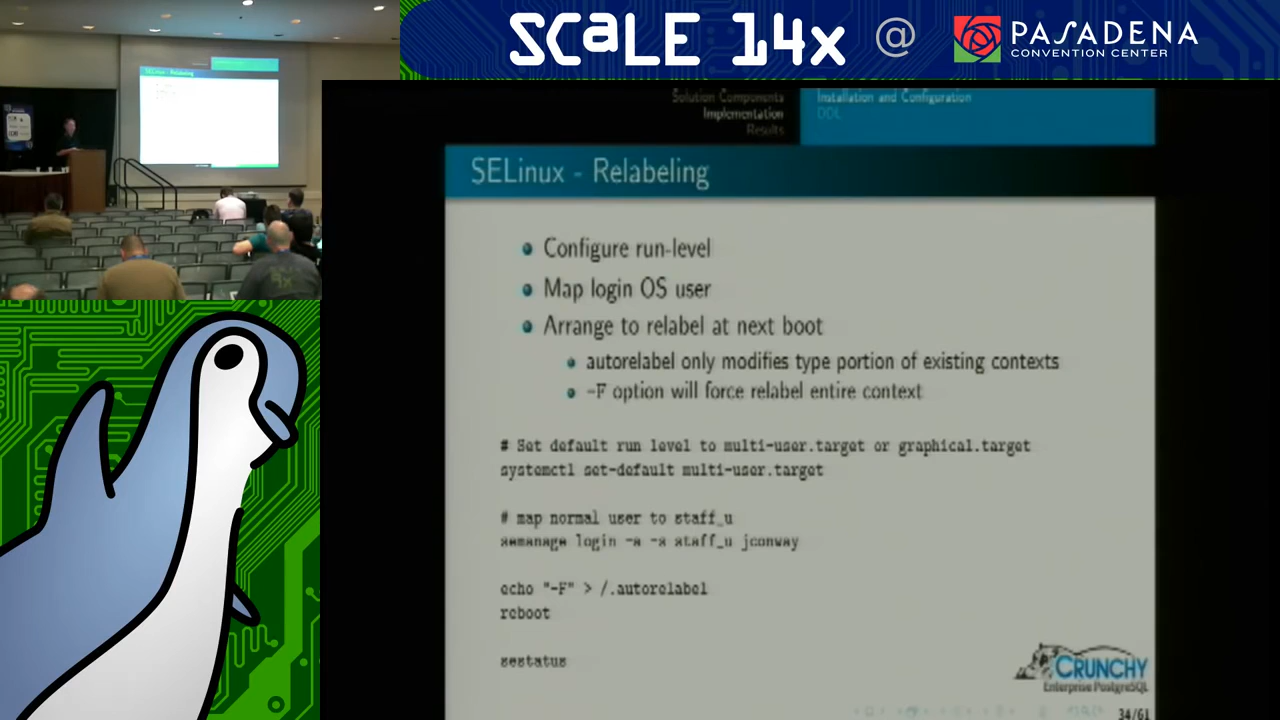 SCALE 14x @ PASADENA
CONVENTION CENTER
SELinux - Relabeling
Solution Components
Implementation
Results
Installation and Configuration
DDL
SELinux - Relabeling
Configure run-level
Map login OS user
Arrange to relabel at next boot
autorelabel only modifies type portion of existing contexts
-F option will force relabel entire context
# Set default run level to multi-user.target or graphical.target
systemctl set-default multi-user.target
# map normal user to staff_u
semanage login -a -s staff_u jconway
echo "-F" > /.autorelabel
reboot
sestatus
CRUNCHY
Enterprise PostgreSQL
34/61